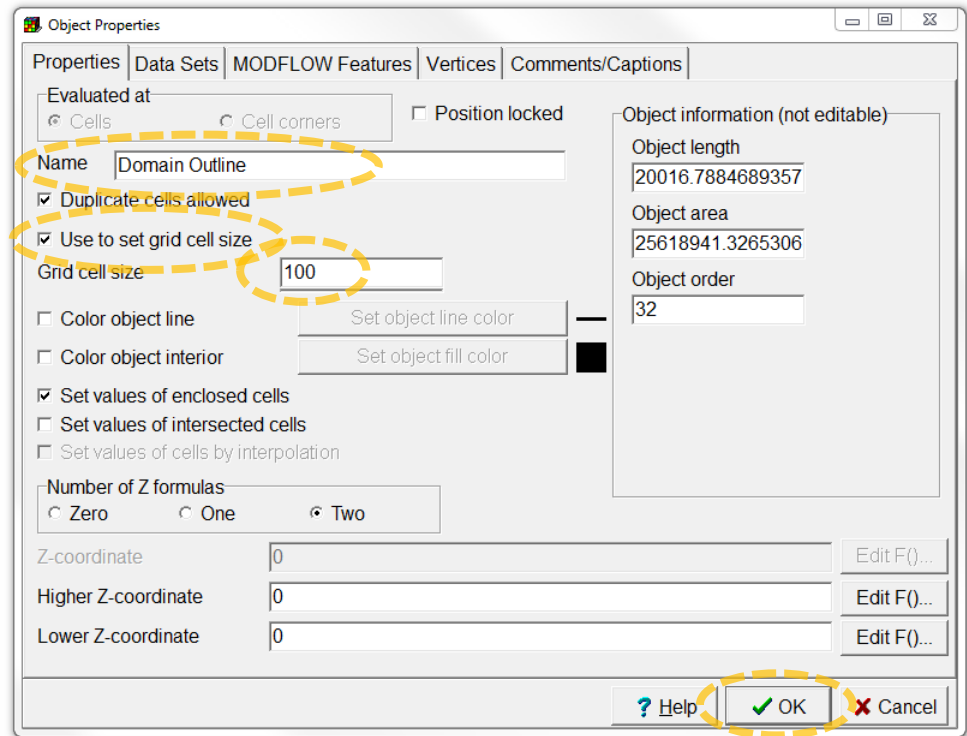 Object Properties
Properties Data Sets MODFLOW Features Vertices Comments/Captions
Evaluated at
Cells Cell corners
Position locked
Name Domain Outline
Duplicate cells allowed
Use to set grid cell size
Grid cell size 100
Color object line Set object line color
Color object interior Set object fill color
Set values of enclosed cells
Set values of intersected cells
Set values of cells by interpolation
Number of Z formulas
Zero One Two
Object information (not editable)
Object length
20016.7884689357
Object area
25618941.3265306
Object order
32
Z-coordinate 0 Edit F()...
Higher Z-coordinate 0 Edit F()...
Lower Z-coordinate 0 Edit F()...
? Help OK Cancel